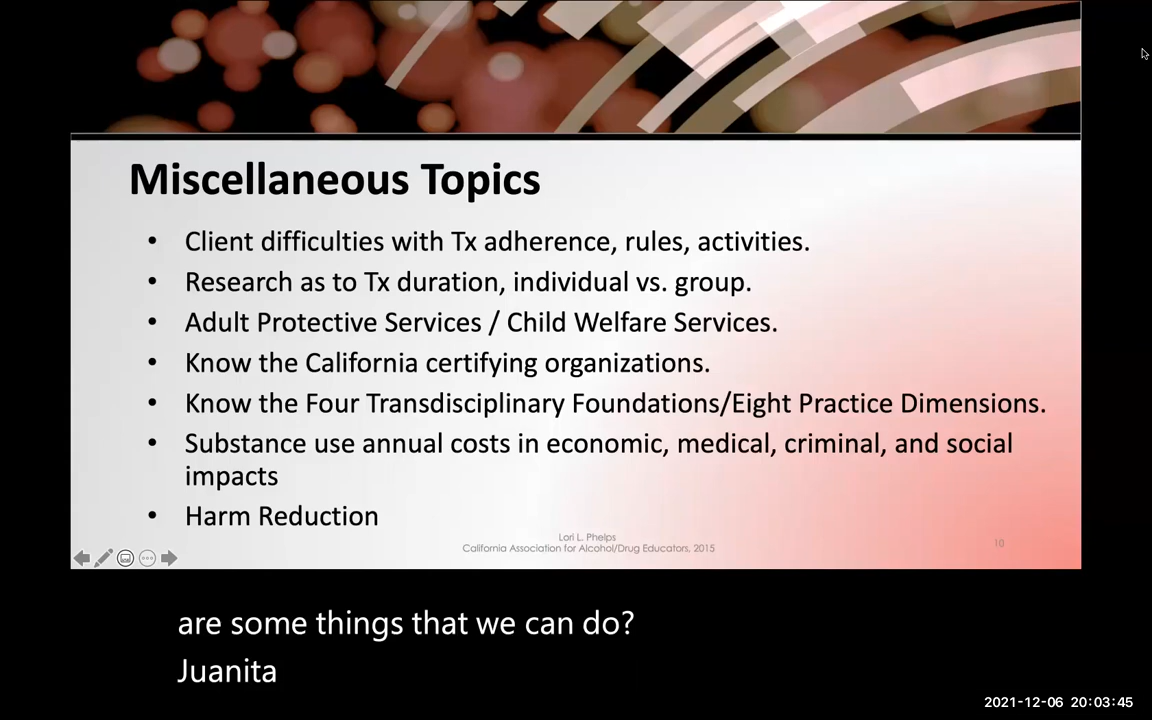 Miscellaneous Topics
• Client difficulties with Tx adherence, rules, activities.
• Research as to Tx duration, individual vs. group.
• Adult Protective Services / Child Welfare Services.
• Know the California certifying organizations.
• Know the Four Transdisciplinary Foundations/Eight Practice Dimensions.
• Substance use annual costs in economic, medical, criminal, and social
impacts
• Harm Reduction
Lori L. Phelps
California Association for Alcohol/Drug Educators, 2015
10
are some things that we can do?
Juanita
2021-12-06 20:03:45